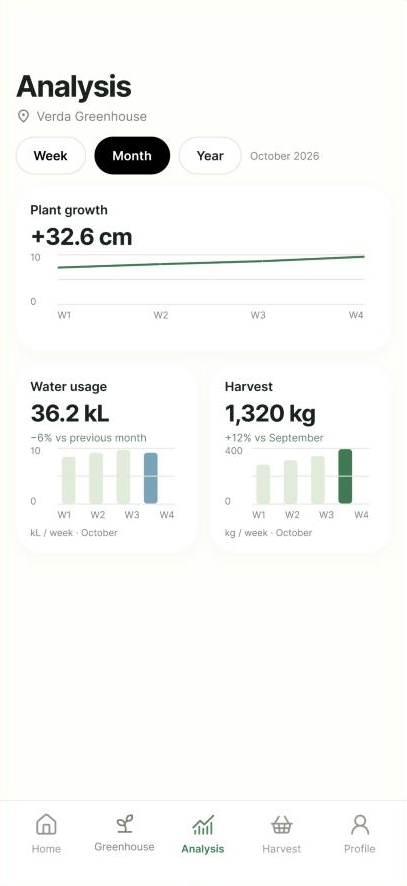 Analysis
Verda Greenhouse
Week Month Year October 2026
Plant growth
+32.6 cm
10
0
W1 W2 W3 W4
Water usage
36.2 kL
−6% vs previous month
10
0
W1 W2 W3 W4
kL / week · October
Harvest
1,320 kg
+12% vs September
400
0
W1 W2 W3 W4
kg / week · October
Home Greenhouse Analysis Harvest Profile